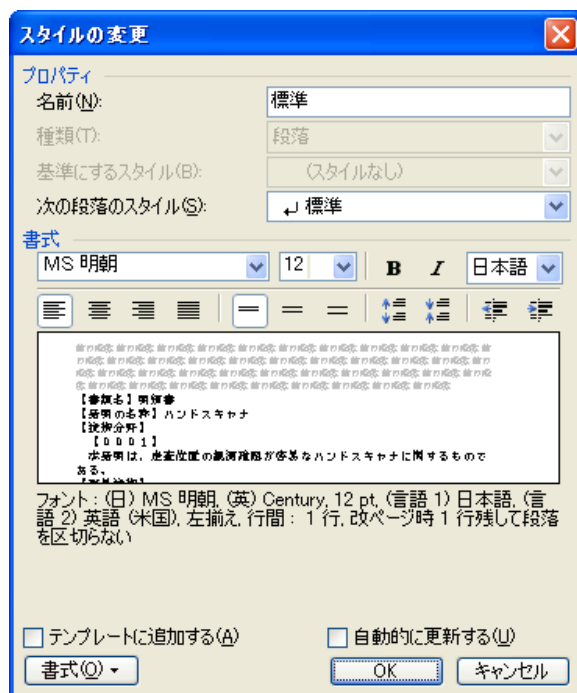 スタイルの変更
プロパティ
名前(N):
標準
種類(T):
段落
基準にするスタイル(B):
(スタイルなし)
次の段落のスタイル(S):
標準
書式
MS 明朝
12
B
I
日本語
【書類名】明細書
【発明の名称】ハンドスキャナ
【技術分野】
【0001】
本発明は、走査位置の観測確認が容易なハンドスキャナに関するもので
ある。
フォント : (日) MS 明朝, (英) Century, 12 pt, (言語 1) 日本語, (言
語 2) 英語 (米国), 左揃え, 行間 : 1 行, 改ページ時 1 行残して段落
を区切らない
テンプレートに追加する(A)
自動的に更新する(U)
書式(O)
OK
キャンセル